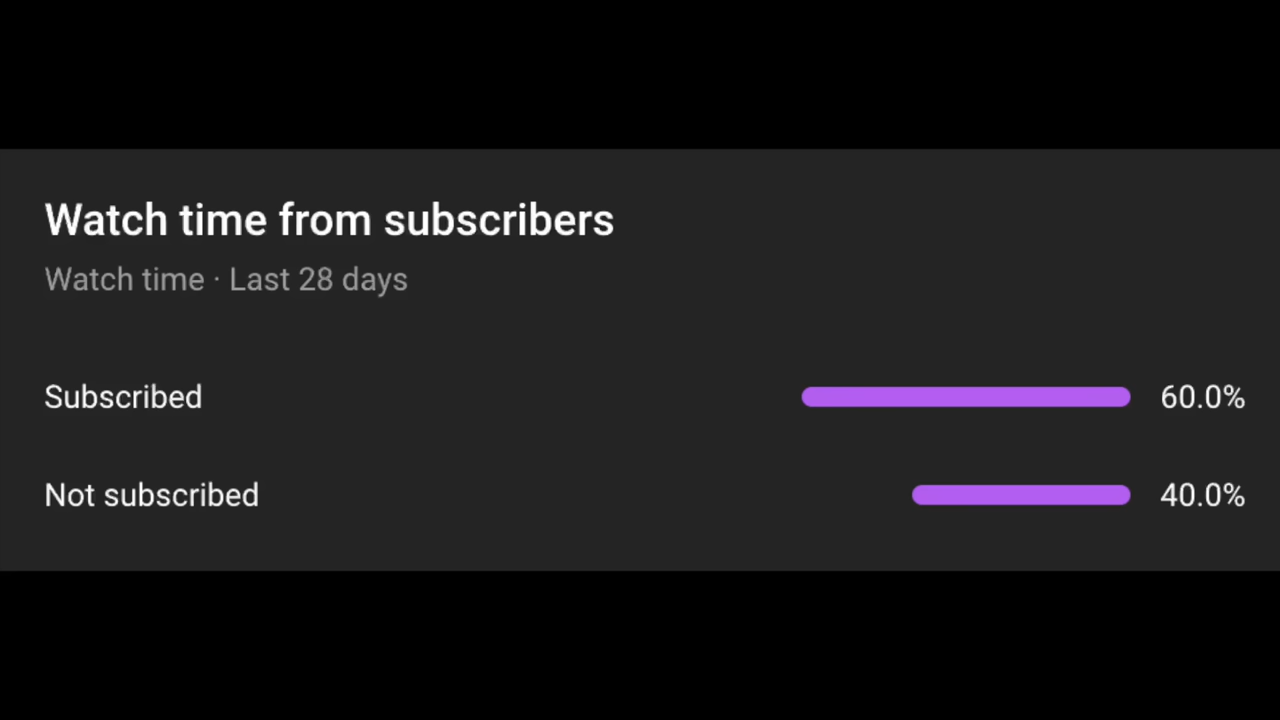 Watch time from subscribers
Watch time · Last 28 days
Subscribed 60.0%
Not subscribed 40.0%